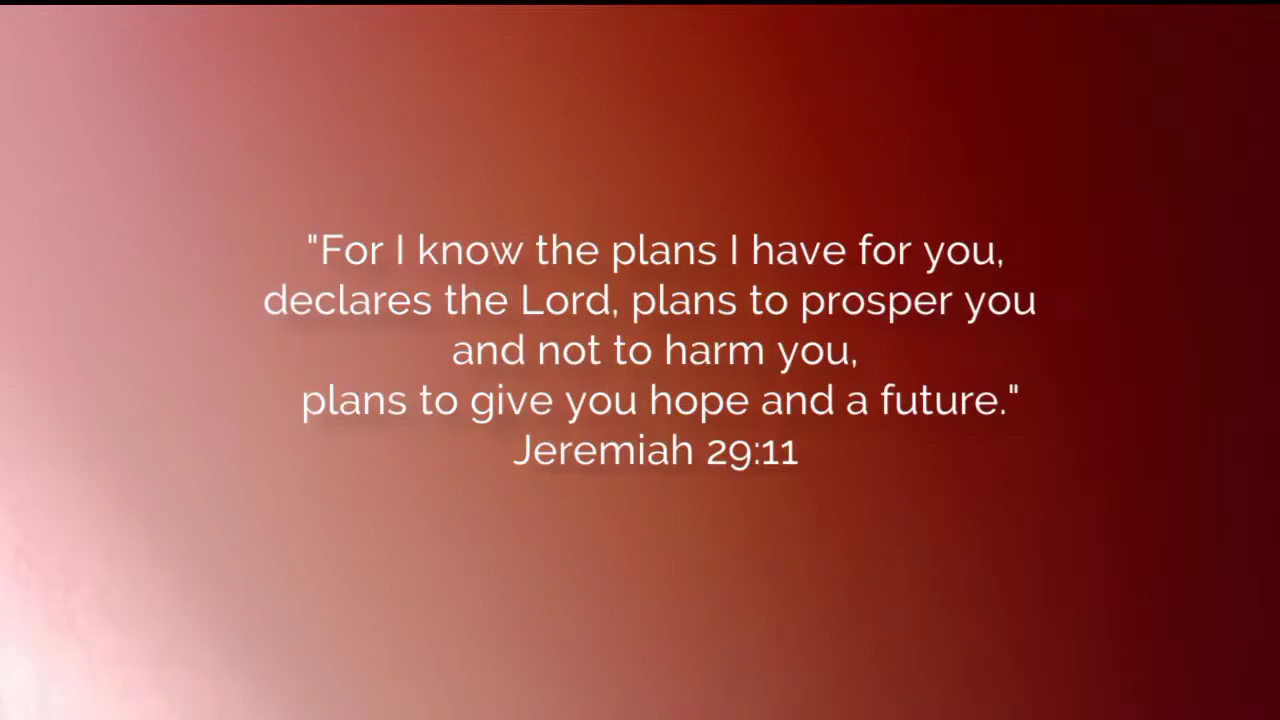 "For I know the plans I have for you,
declares the Lord, plans to prosper you
and not to harm you,
plans to give you hope and a future."
Jeremiah 29:11